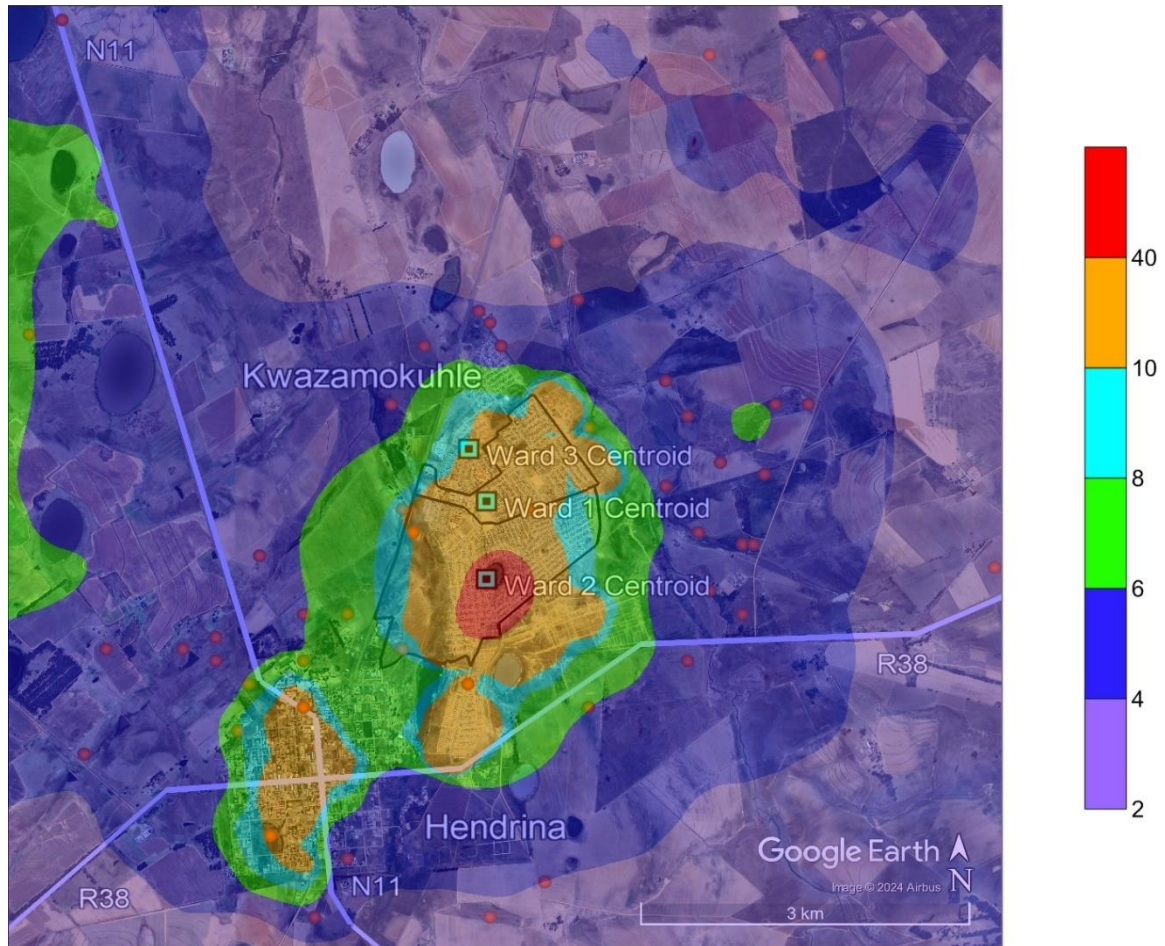 N11
40
10
8
6
4
2
Kwazamokuhle
Ward 3 Centroid
Ward 1 Centroid
Ward 2 Centroid
R38
Hendrina
Google Earth
Image © 2024 Airbus
N
R38
N11
3 km